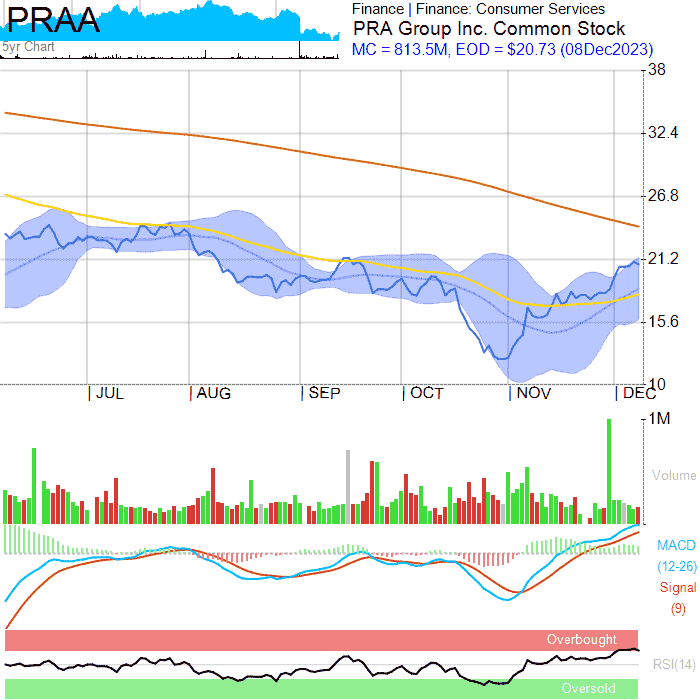 PRAA
5yr Chart
Finance | Finance: Consumer Services
PRA Group Inc. Common Stock
MC = 813.5M, EOD = $20.73 (08Dec2023)
38
32.4
26.8
21.2
15.6
10
JUL
AUG
SEP
OCT
NOV
DEC
1M
Volume
MACD
(12-26)
Signal
(9)
Overbought
RSI(14)
Oversold